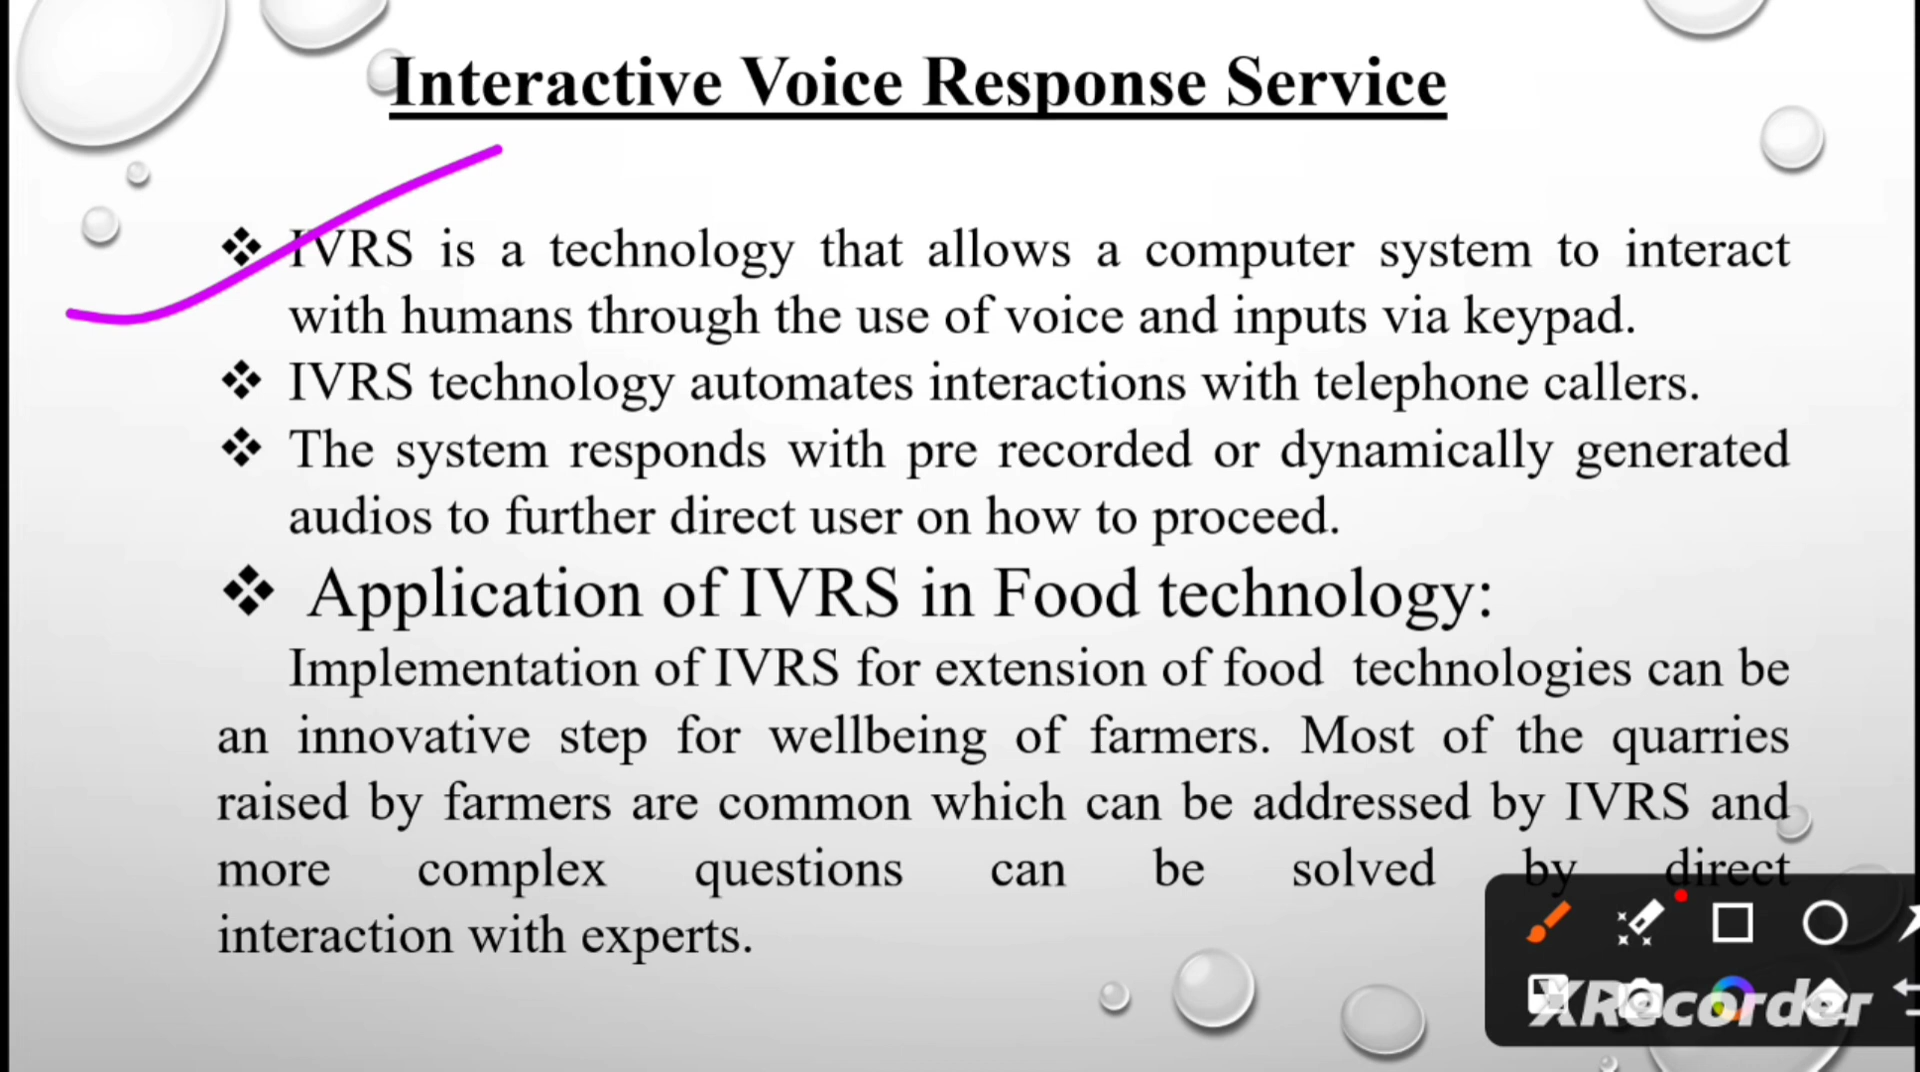 Interactive Voice Response Service
❖ IVRS is a technology that allows a computer system to interact
with humans through the use of voice and inputs via keypad.
❖ IVRS technology automates interactions with telephone callers.
❖ The system responds with pre recorded or dynamically generated
audios to further direct user on how to proceed.
❖ Application of IVRS in Food technology:
Implementation of IVRS for extension of food technologies can be
an innovative step for wellbeing of farmers. Most of the quarries
raised by farmers are common which can be addressed by IVRS and
more complex questions can be solved by direct
interaction with experts.
XRecorder